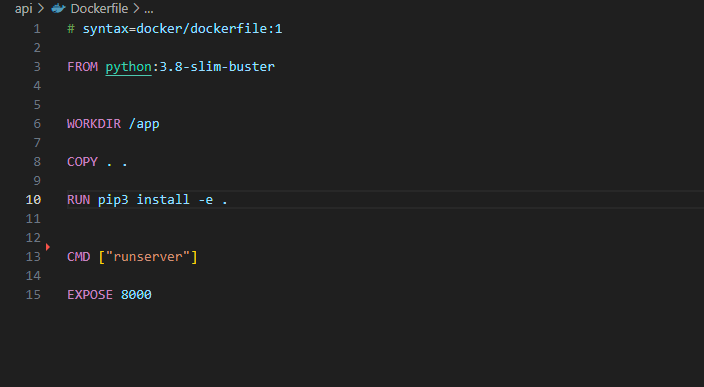 api > Dockerfile > ...
1 # syntax=docker/dockerfile:1
2
3 FROM python:3.8-slim-buster
4
5
6 WORKDIR /app
7
8 COPY . .
9
10 RUN pip3 install -e .
11
12
13 CMD ["runserver"]
14
15 EXPOSE 8000